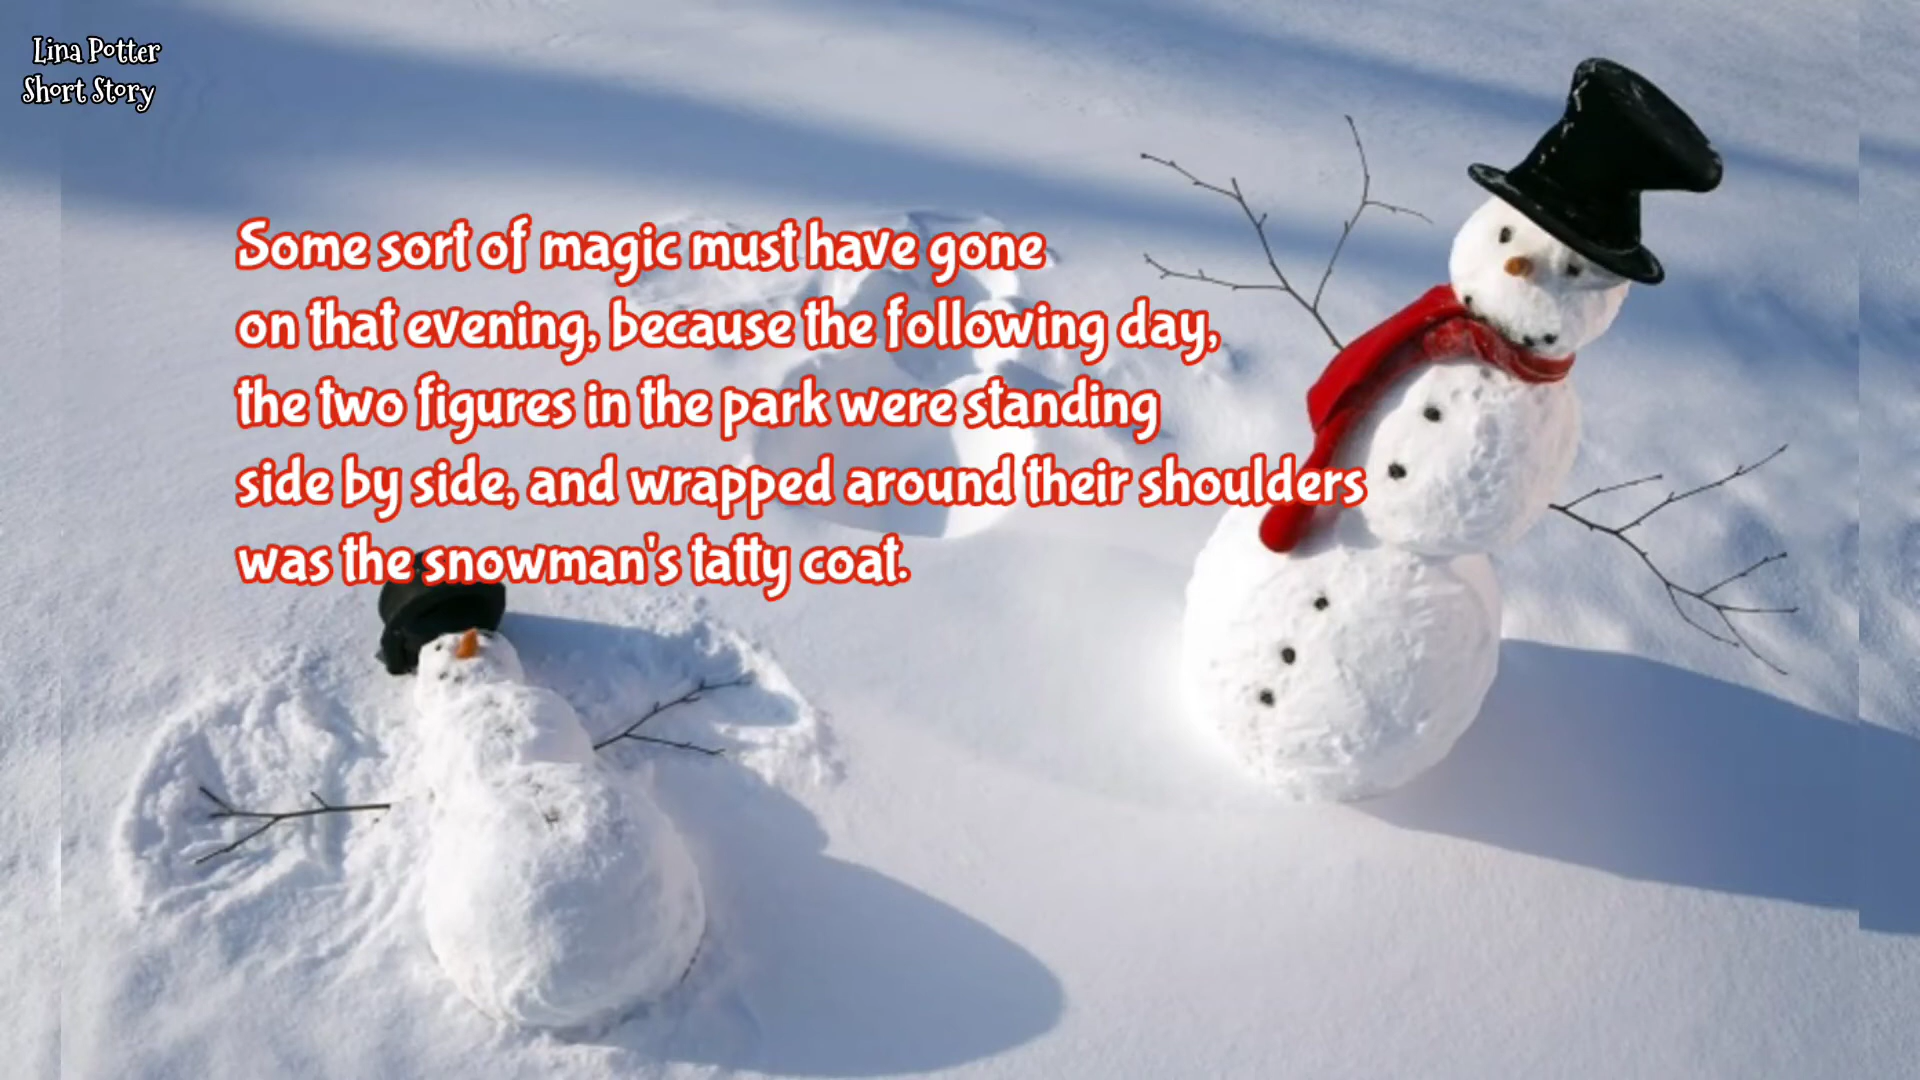 Lina Potter
Short Story
Some sort of magic must have gone
on that evening, because the following day,
the two figures in the park were standing
side by side, and wrapped around their shoulders
was the snowman's tatty coat.